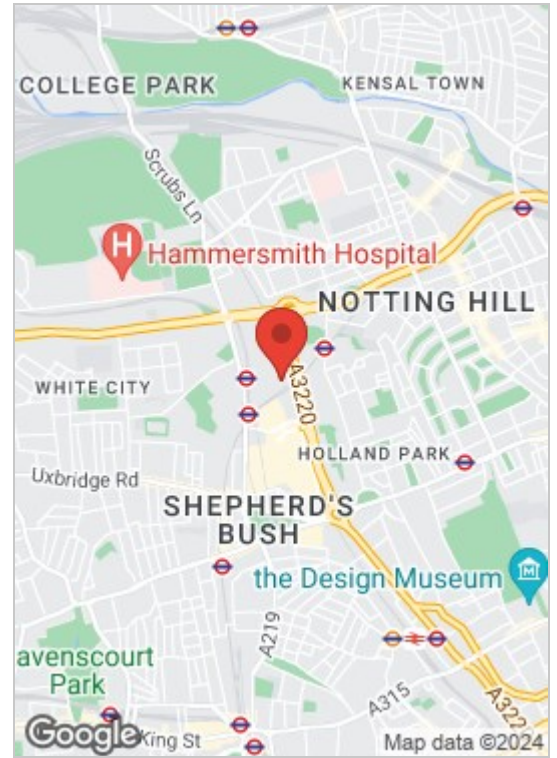 COLLEGE PARK
KENSAL TOWN
Scrubs Ln
H
Hammersmith Hospital
NOTTING HILL
WHITE CITY
A3220
HOLLAND PARK
Uxbridge Rd
SHEPHERD'S
BUSH
the Design Museum
M
A219
avenscourt
Park
A315
A322
Google
King St
Map data ©2024